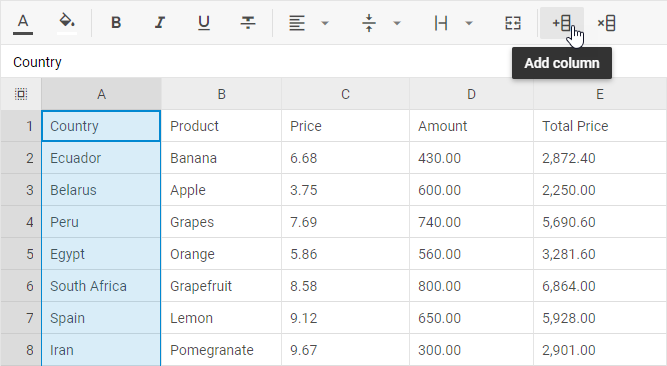 A B I U T
Add column
Country
A B C D E
1 Country Product Price Amount Total Price
2 Ecuador Banana 6.68 430.00 2,872.40
3 Belarus Apple 3.75 600.00 2,250.00
4 Peru Grapes 7.69 740.00 5,690.60
5 Egypt Orange 5.86 560.00 3,281.60
6 South Africa Grapefruit 8.58 800.00 6,864.00
7 Spain Lemon 9.12 650.00 5,928.00
8 Iran Pomegranate 9.67 300.00 2,901.00